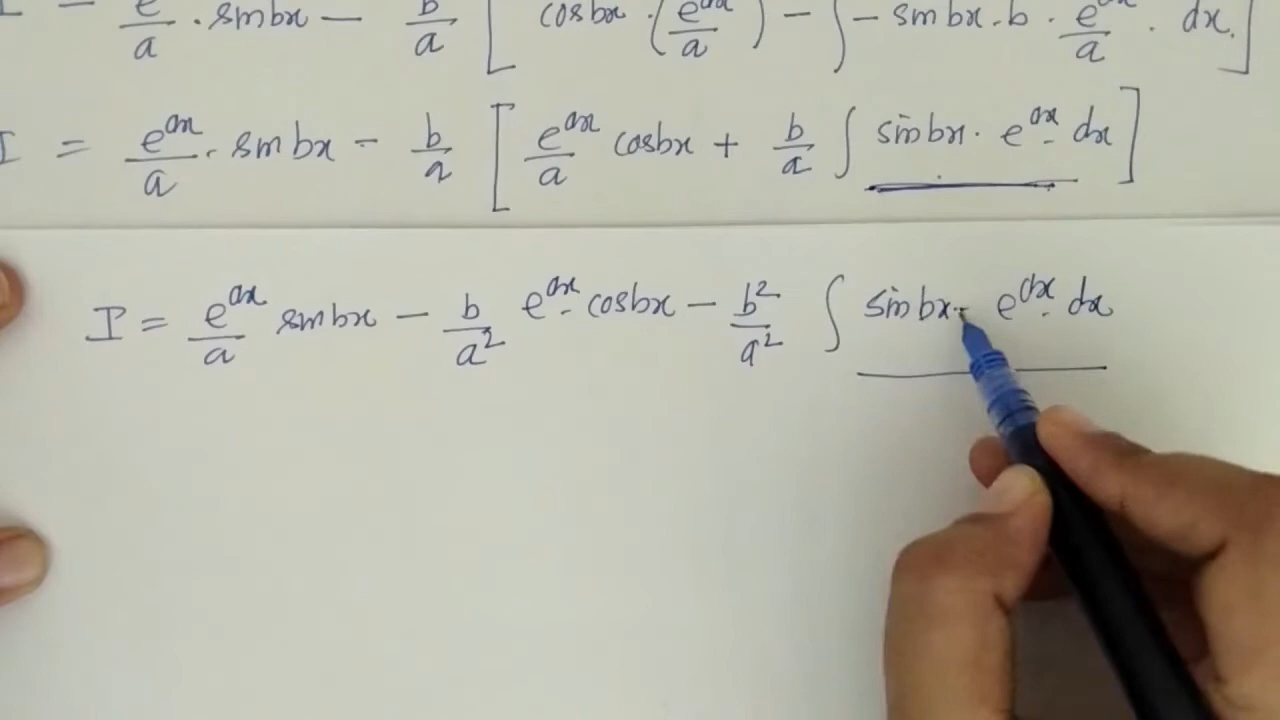 e/a · sin bx − b/a [ cos bx · (e^{ax}/a) − ∫ − sin bx · b · e^{ax}/a · dx. ]
I = e^{ax}/a · sin bx − b/a [ e^{ax}/a cos bx + b/a ∫ sin bx · e^{ax} dx ]
I = e^{ax}/a sin bx − b/a² e^{ax} cos bx − b²/a² ∫ sin bx · e^{ax} dx